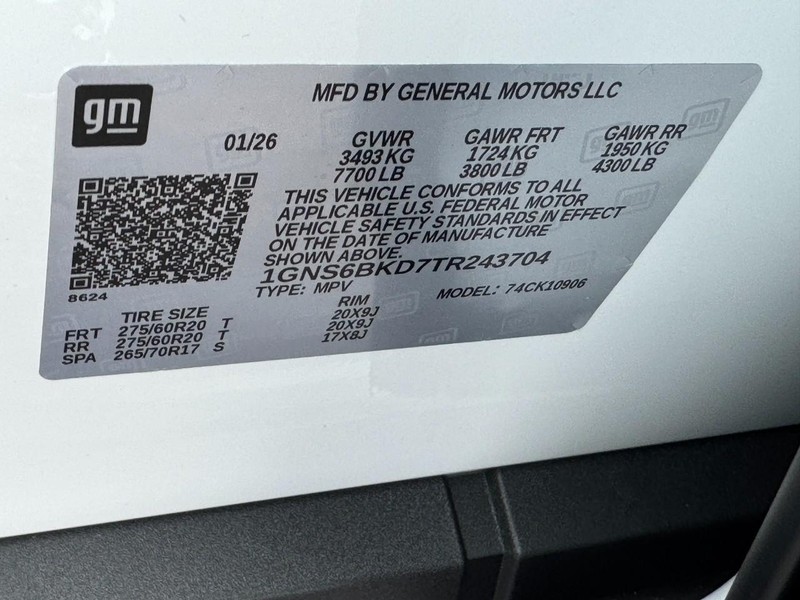 gm
MFD BY GENERAL MOTORS LLC
01/26
GVWR GAWR FRT GAWR RR
3493 KG 1724 KG 1950 KG
7700 LB 3800 LB 4300 LB
THIS VEHICLE CONFORMS TO ALL
APPLICABLE U.S. FEDERAL MOTOR
VEHICLE SAFETY STANDARDS IN EFFECT
ON THE DATE OF MANUFACTURE
SHOWN ABOVE.
1GNS6BKD7TR243704
8624
TYPE: MPV MODEL: 74CK10906
TIRE SIZE RIM
FRT 275/60R20 T 20X9J
RR 275/60R20 T 20X9J
SPA 265/70R17 S 17X8J